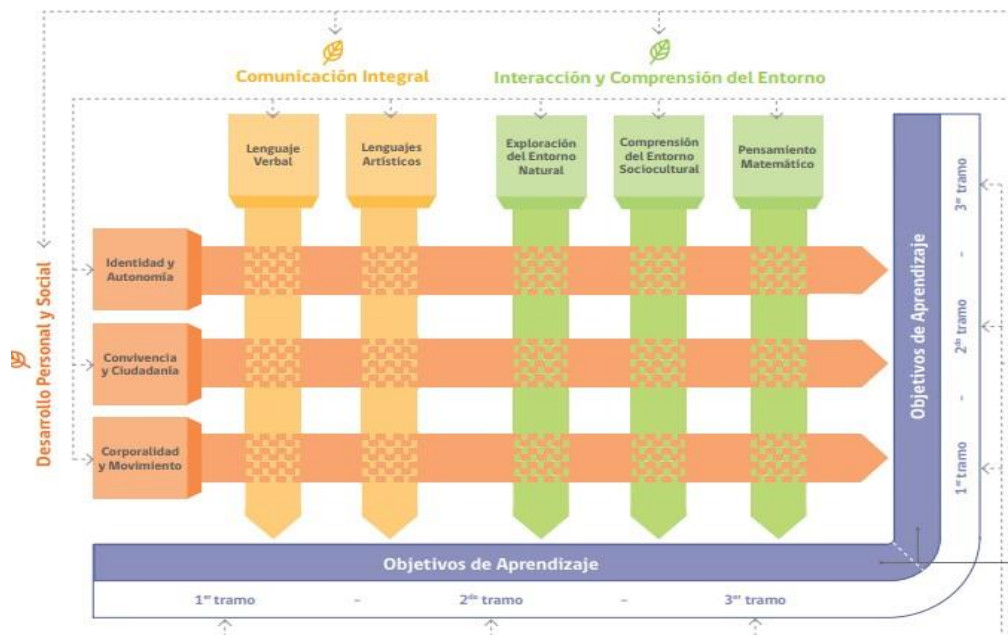 Comunicación Integral
Interacción y Comprensión del Entorno
Lenguaje
Verbal
Lenguajes
Artísticos
Exploración
del Entorno
Natural
Comprensión
del Entorno
Sociocultural
Pensamiento
Matemático
Desarrollo Personal y Social
Identidad y
Autonomía
Convivencia
y Ciudadanía
Corporalidad
y Movimiento
Objetivos de Aprendizaje
1er tramo – 2do tramo – 3er tramo
Objetivos de Aprendizaje
1er tramo – 2do tramo – 3er tramo